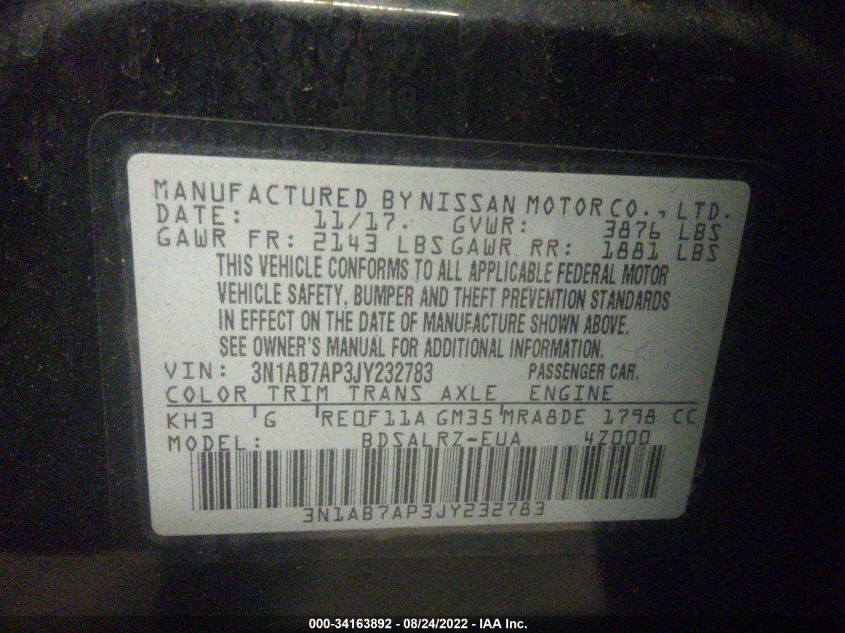 MANUFACTURED BY NISSAN MOTOR CO., LTD.
DATE: 11/17. GVWR: 3876 LBS
GAWR FR: 2143 LBS GAWR RR: 1881 LBS
THIS VEHICLE CONFORMS TO ALL APPLICABLE FEDERAL MOTOR
VEHICLE SAFETY, BUMPER AND THEFT PREVENTION STANDARDS
IN EFFECT ON THE DATE OF MANUFACTURE SHOWN ABOVE.
SEE OWNER'S MANUAL FOR ADDITIONAL INFORMATION.
VIN: 3N1AB7AP3JY232783 PASSENGER CAR.
COLOR TRIM TRANS AXLE ENGINE
KH3 G RE0F11A GM35 MRA8DE 1798 CC
MODEL: BDSALRZ-EUA 4Z000
3N1AB7AP3JY232783
000-34163892 - 08/24/2022 - IAA Inc.